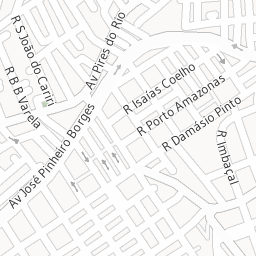 R S João do Cariri
R B B Varela
Av Pires do Rio
Av José Pinheiro Borges
R Isaías Coelho
R Porto Amazonas
R Damásio Pinto
R Imbaçal